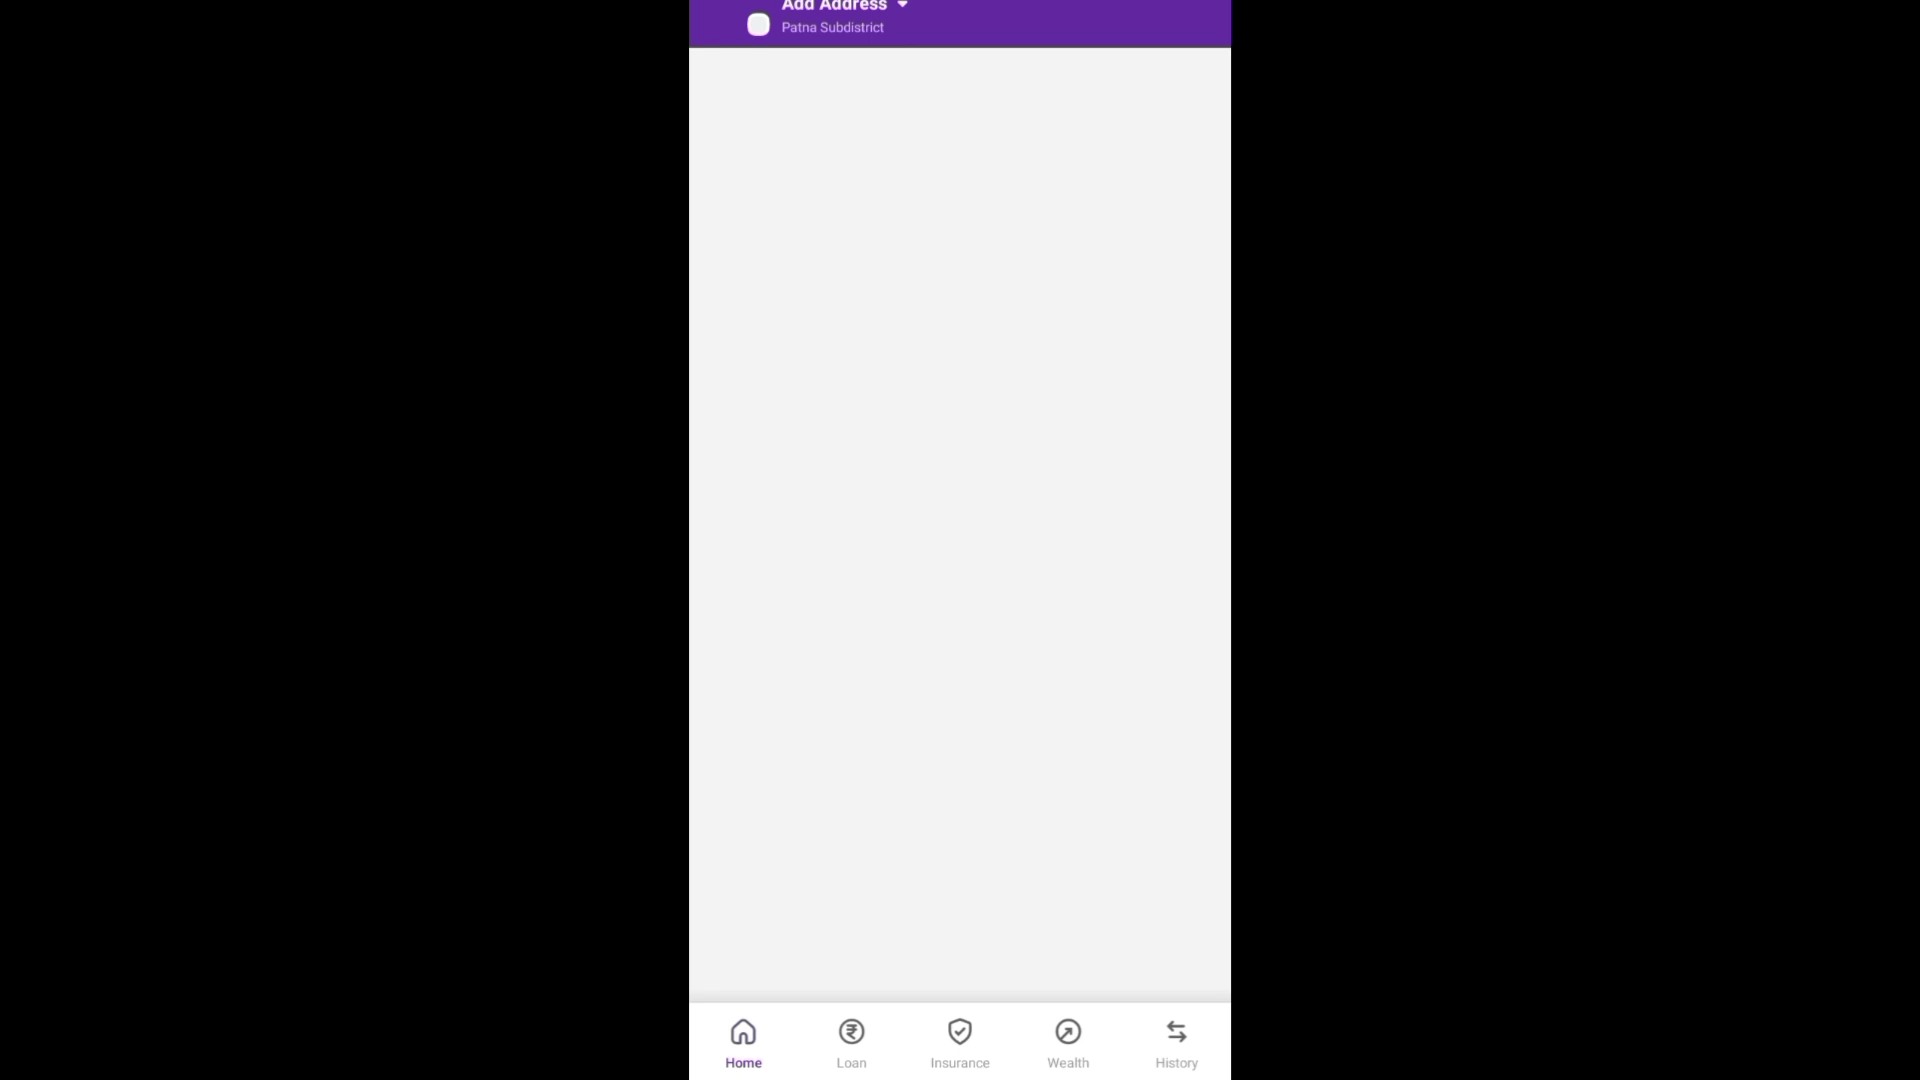 Add Address
Patna Subdistrict
Home
Loan
Insurance
Wealth
History